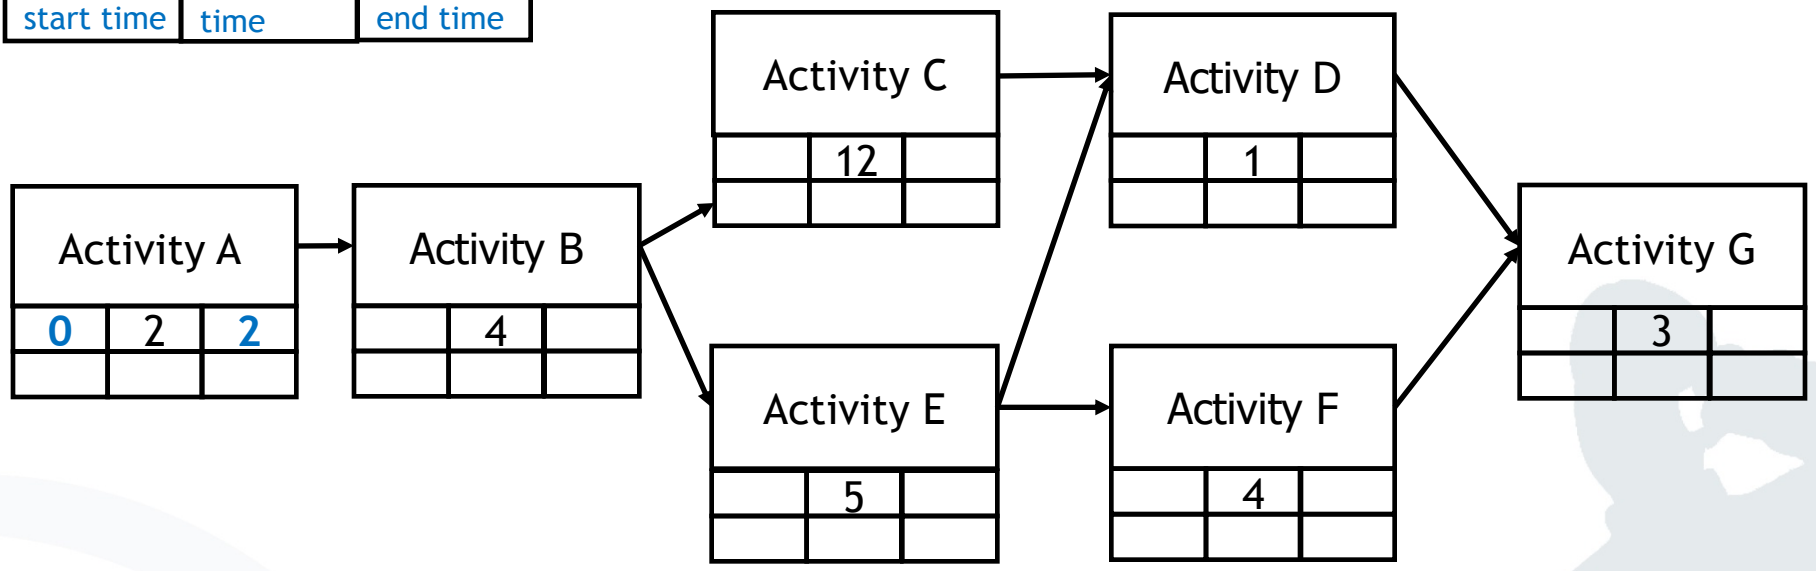 start time time end time
Activity C
12
Activity D
1
Activity A
0 2 2
Activity B
4
Activity G
3
Activity E
5
Activity F
4